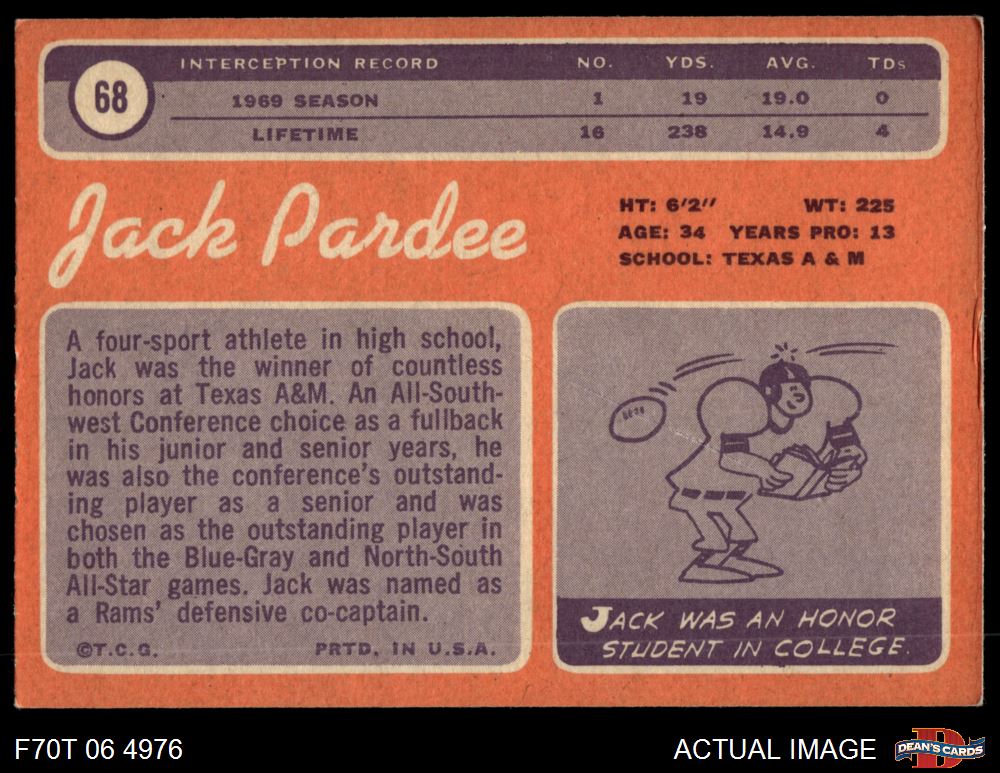 68
INTERCEPTION RECORD NO. YDS. AVG. TDs
1969 SEASON 1 19 19.0 0
LIFETIME 16 238 14.9 4
Jack Pardee
HT: 6'2" WT: 225
AGE: 34 YEARS PRO: 13
SCHOOL: TEXAS A & M
A four-sport athlete in high school,
Jack was the winner of countless
honors at Texas A&M. An All-South-
west Conference choice as a fullback
in his junior and senior years, he
was also the conference's outstand-
ing player as a senior and was
chosen as the outstanding player in
both the Blue-Gray and North-South
All-Star games. Jack was named as
a Rams' defensive co-captain.
©T.C.G. PRTD. IN U.S.A.
JACK WAS AN HONOR
STUDENT IN COLLEGE.
F70T 06 4976
ACTUAL IMAGE
DEAN'S CARDS